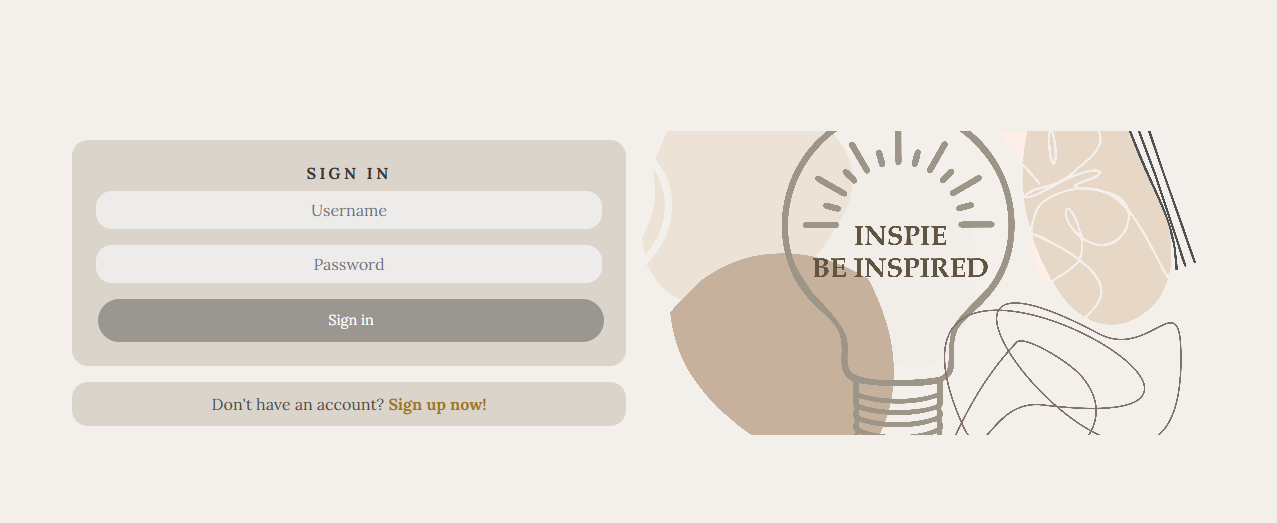 SIGN IN
Username
Password
Sign in
Don't have an account? Sign up now!
INSPIE
BE INSPIRED